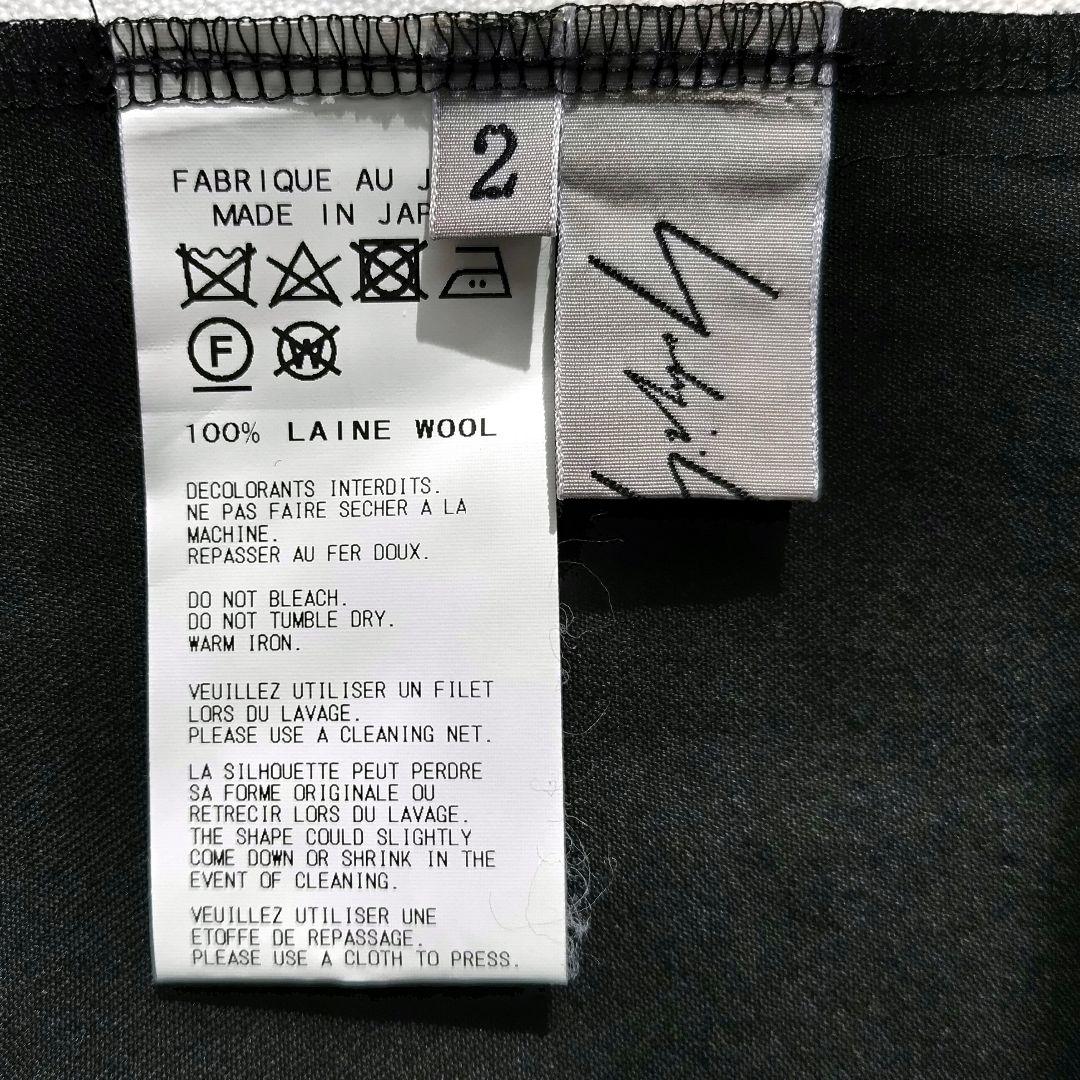 FABRIQUE AU J
MADE IN JAP
2
F
W
100% LAINE WOOL
DECOLORANTS INTERDITS.
NE PAS FAIRE SECHER A LA
MACHINE.
REPASSER AU FER DOUX.
DO NOT BLEACH.
DO NOT TUMBLE DRY.
WARM IRON.
VEUILLEZ UTILISER UN FILET
LORS DU LAVAGE.
PLEASE USE A CLEANING NET.
LA SILHOUETTE PEUT PERDRE
SA FORME ORIGINALE OU
RETRECIR LORS DU LAVAGE.
THE SHAPE COULD SLIGHTLY
COME DOWN OR SHRINK IN THE
EVENT OF CLEANING.
VEUILLEZ UTILISER UNE
ETOFFE DE REPASSAGE.
PLEASE USE A CLOTH TO PRESS.